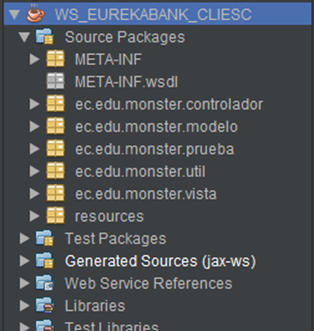 WS_EUREKABANK_CLIESC
Source Packages
META-INF
META-INF.wsdl
ec.edu.monster.controlador
ec.edu.monster.modelo
ec.edu.monster.prueba
ec.edu.monster.util
ec.edu.monster.vista
resources
Test Packages
Generated Sources (jax-ws)
Web Service References
Libraries
Test Libraries